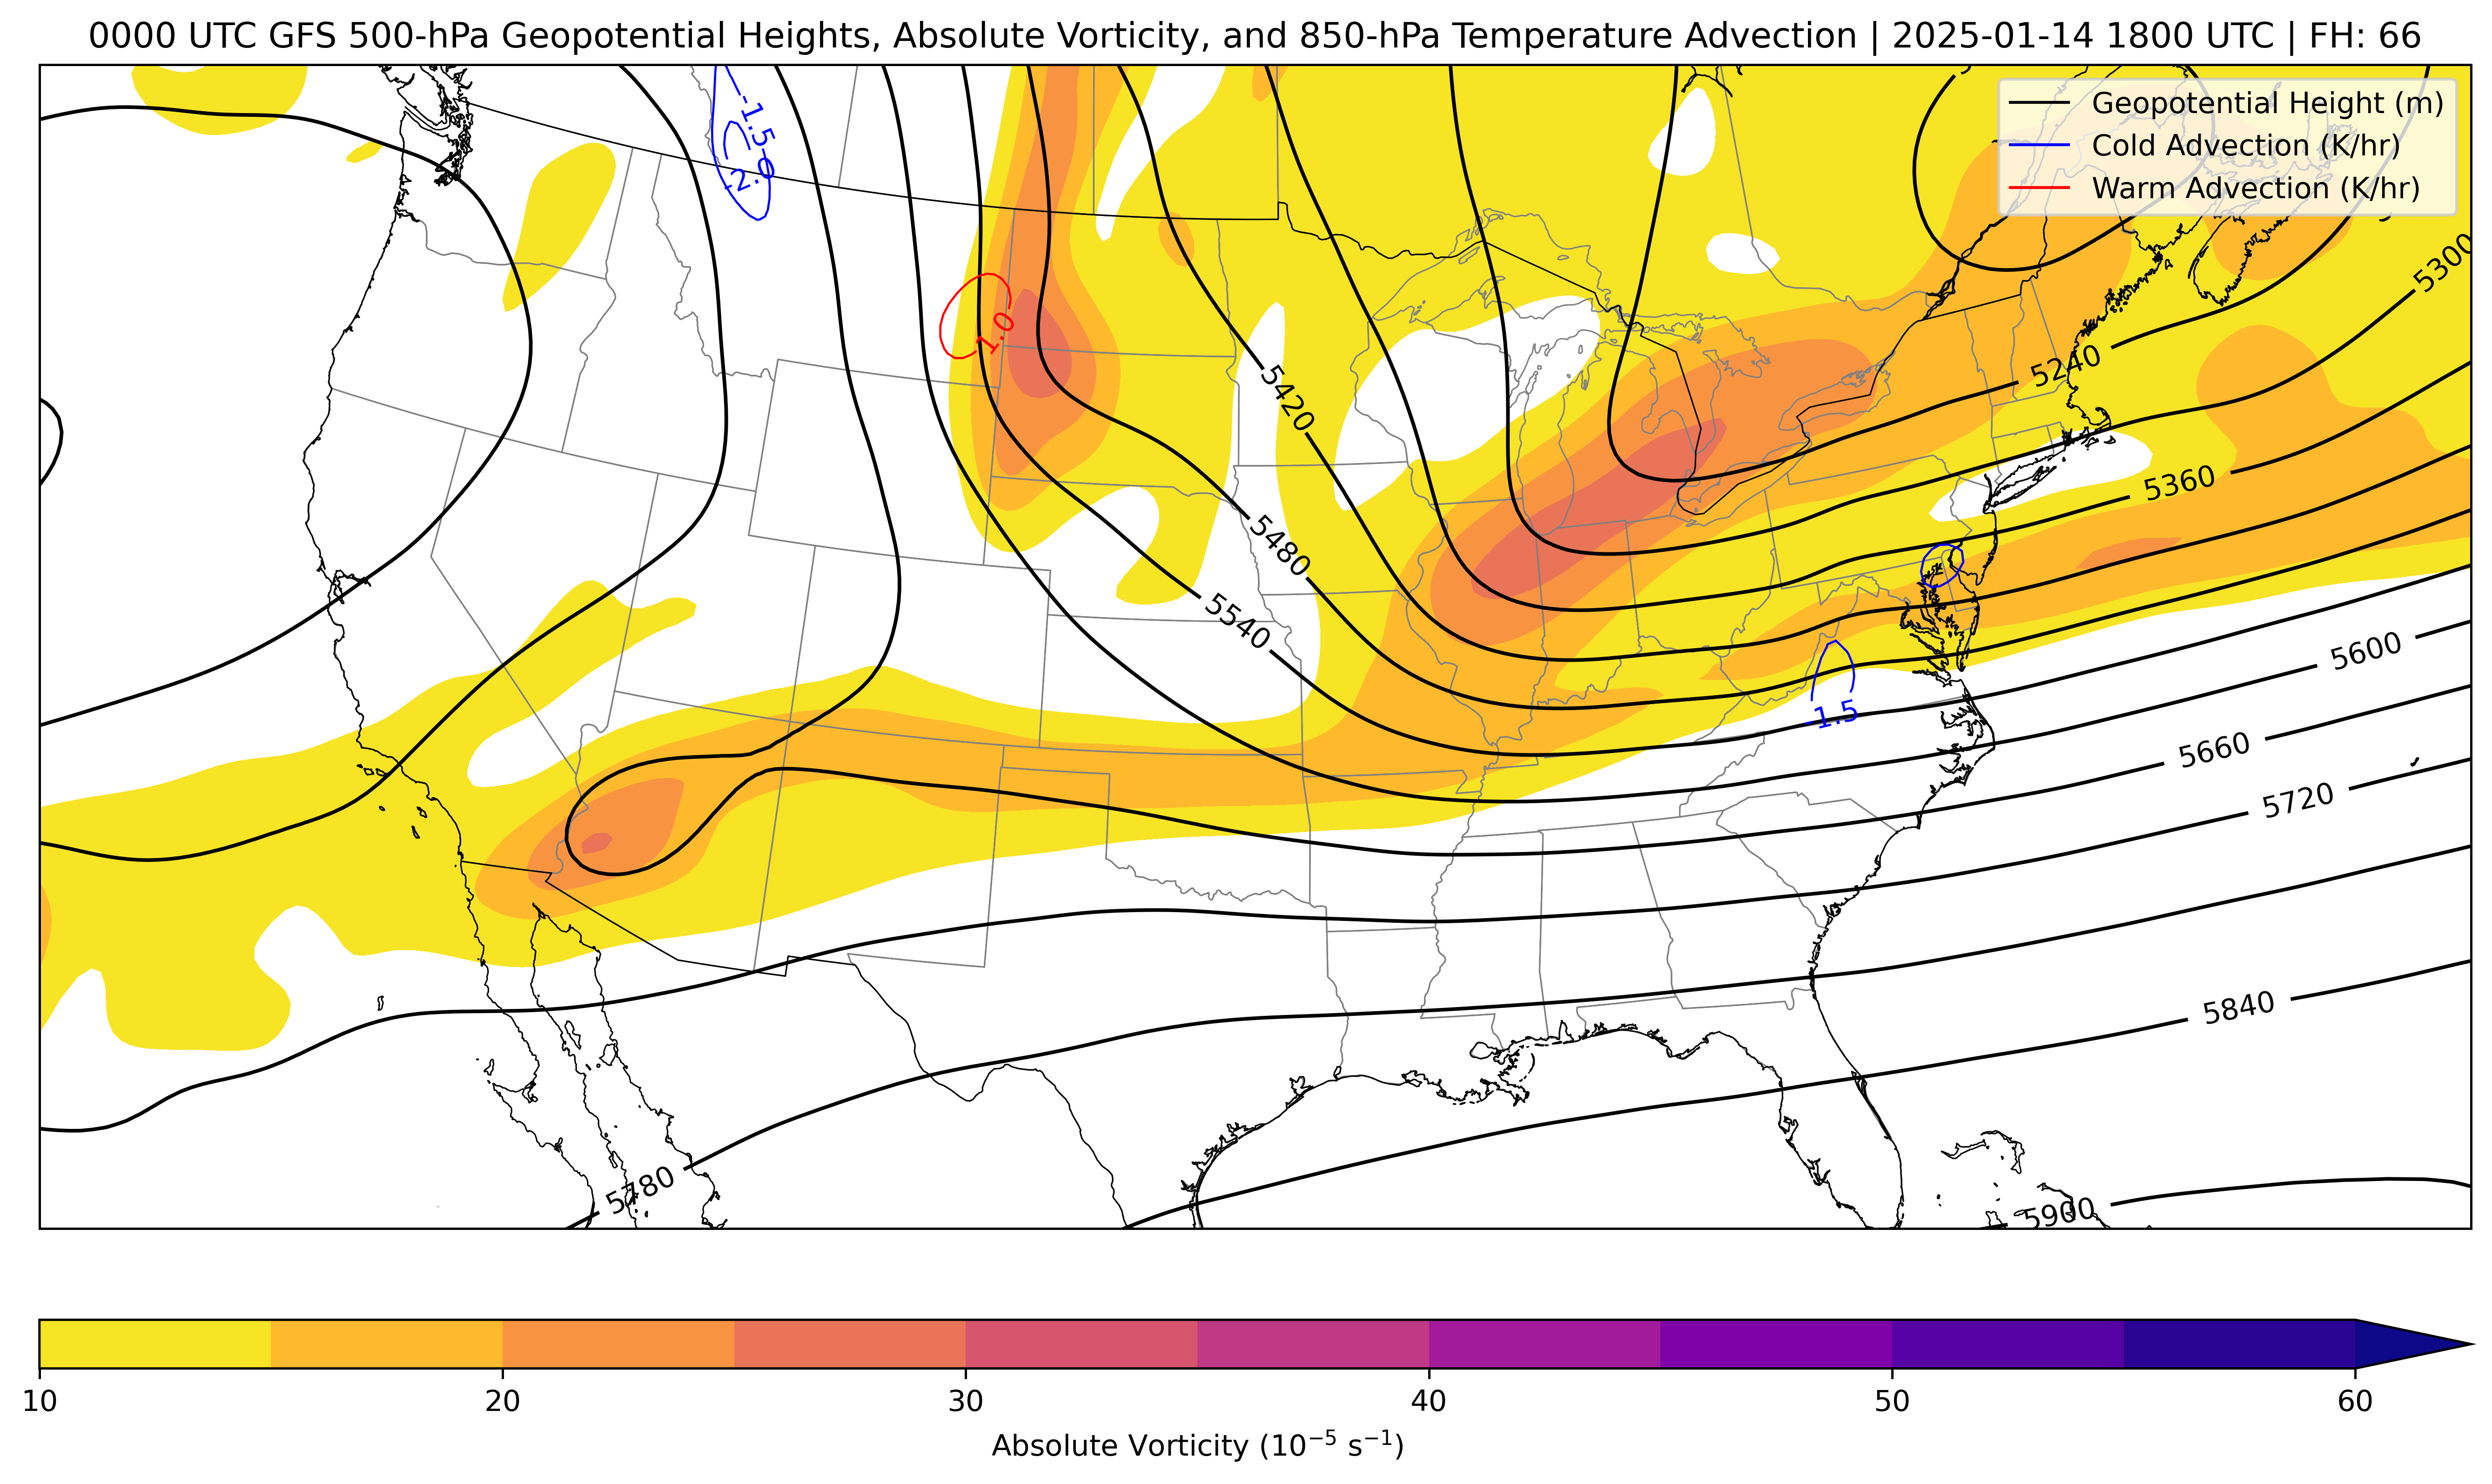 0000 UTC GFS 500-hPa Geopotential Heights, Absolute Vorticity, and 850-hPa Temperature Advection | 2025-01-14 1800 UTC | FH: 66
Geopotential Height (m)
Cold Advection (K/hr)
Warm Advection (K/hr)
-1.5
-2.0
1.0
5300
5240
5420
5360
5480
5540
5600
-1.5
5660
5720
5840
5780
5900
10 20 30 40 50 60
Absolute Vorticity (10⁻⁵ s⁻¹)